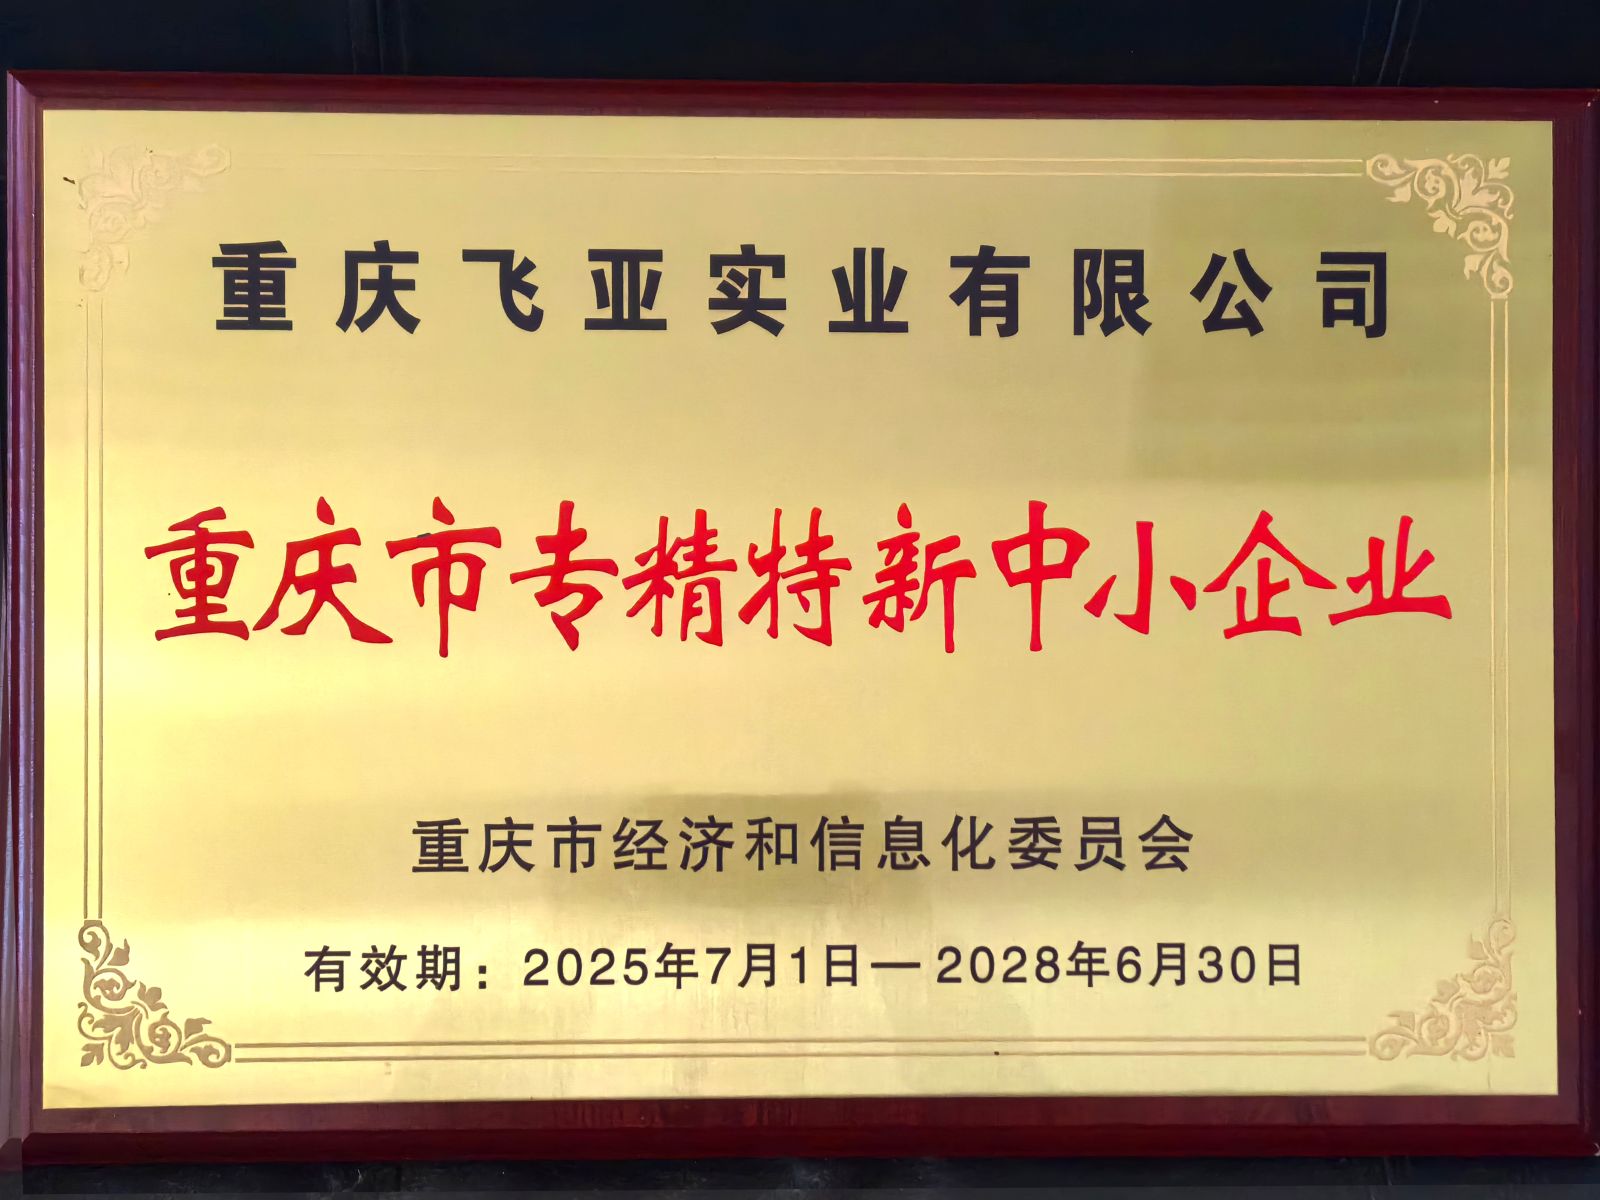 重庆飞亚实业有限公司
重庆市专精特新中小企业
重庆市经济和信息化委员会
有效期：2025年7月1日—2028年6月30日